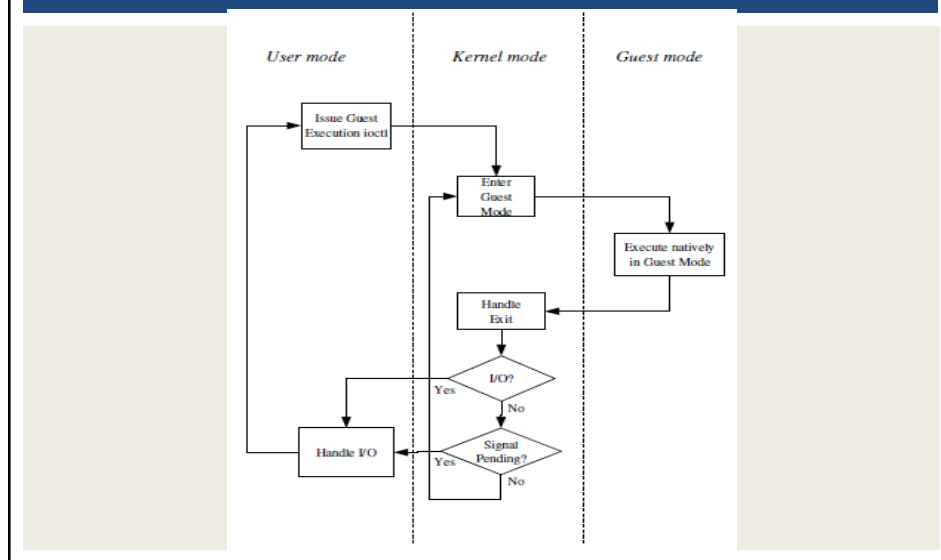 User mode
Kernel mode
Guest mode
Issue Guest
Execution ioctl
Enter
Guest
Mode
Execute natively
in Guest Mode
Handle
Exit
I/O?
Yes
No
Handle I/O
Signal
Pending?
Yes
No